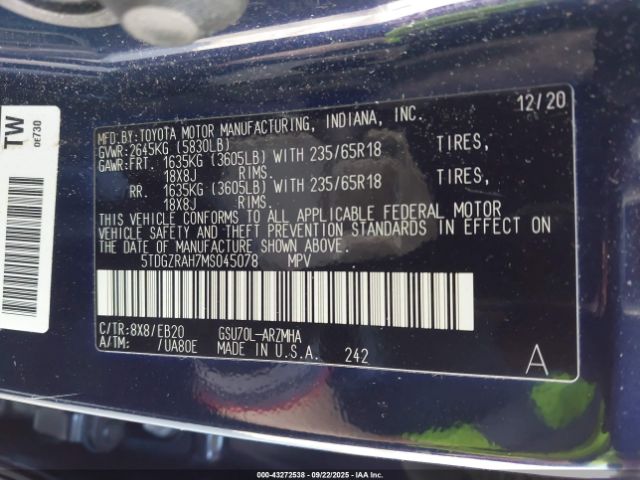 TW
DE730
12/20
MFD.BY:TOYOTA MOTOR MANUFACTURING, INDIANA, INC.
GVWR:2645KG (5830LB)
GAWR:FRT. 1635KG (3605LB) WITH 235/65R18 TIRES,
18X8J RIMS.
RR. 1635KG (3605LB) WITH 235/65R18 TIRES,
18X8J RIMS.
THIS VEHICLE CONFORMS TO ALL APPLICABLE FEDERAL MOTOR
VEHICLE SAFETY AND THEFT PREVENTION STANDARDS IN EFFECT ON
THE DATE OF MANUFACTURE SHOWN ABOVE.
5TDGZRAH7MS045078 MPV
C/TR:8X8/EB20 GSU70L-ARZMHA
A/TM: /UA80E MADE IN U.S.A. 242
A
000-43272538 - 09/22/2025 - IAA Inc.